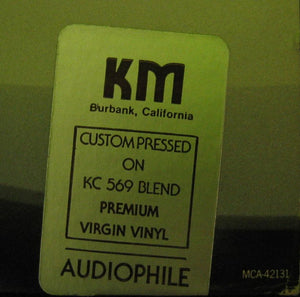 KM
Burbank, California
CUSTOM PRESSED
ON
KC 569 BLEND
PREMIUM
VIRGIN VINYL
AUDIOPHILE
MCA-42131